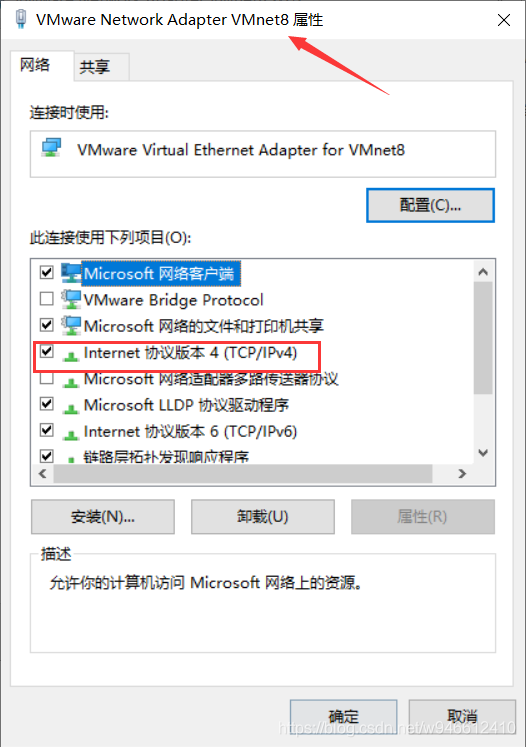 VMware Network Adapter VMnet8 属性
网络
共享
连接时使用:
VMware Virtual Ethernet Adapter for VMnet8
配置(C)...
此连接使用下列项目(O):
Microsoft 网络客户端
VMware Bridge Protocol
Microsoft 网络的文件和打印机共享
Internet 协议版本 4 (TCP/IPv4)
Microsoft 网络适配器多路传送器协议
Microsoft LLDP 协议驱动程序
Internet 协议版本 6 (TCP/IPv6)
链路层拓扑发现响应程序
安装(N)...
卸载(U)
属性(R)
描述
允许你的计算机访问 Microsoft 网络上的资源。
确定
取消
https://blog.csdn.net/w946612410